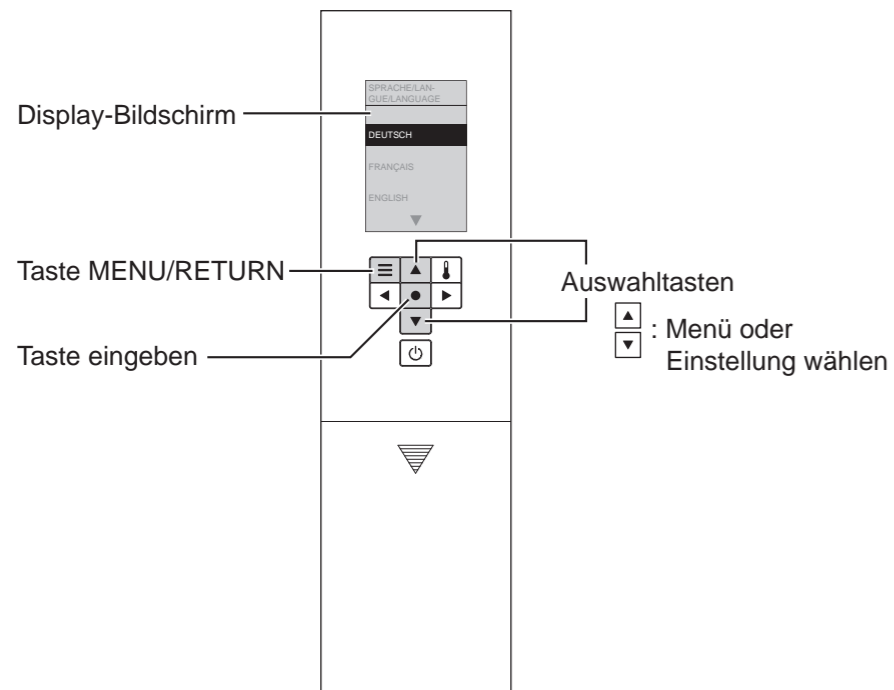 SPRACHE/LAN-
GUE/LANGUAGE
Display-Bildschirm
DEUTSCH
FRANÇAIS
ENGLISH
Taste MENU/RETURN
Auswahltasten
: Menü oder
Einstellung wählen
Taste eingeben